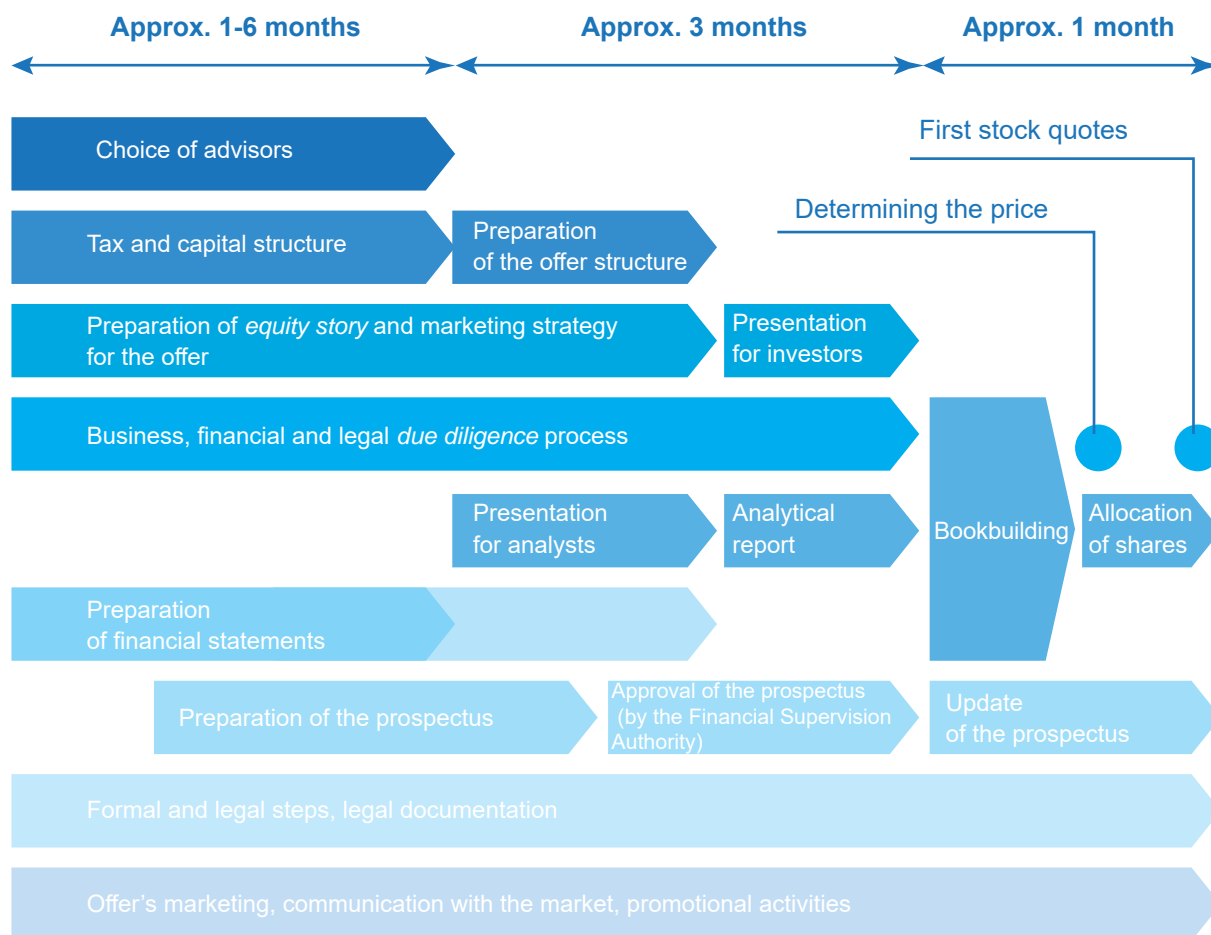 Approx. 1-6 months
Approx. 3 months
Approx. 1 month
First stock quotes
Choice of advisors
Determining the price
Tax and capital structure
Preparation
of the offer structure
Preparation of equity story and marketing strategy
for the offer
Presentation
for investors
Business, financial and legal due diligence process
Presentation
for analysts
Analytical
report
Bookbuilding
Allocation
of shares
Preparation
of financial statements
Preparation of the prospectus
Approval of the prospectus
(by the Financial Supervision
Authority)
Update
of the prospectus
Formal and legal steps, legal documentation
Offer’s marketing, communication with the market, promotional activities